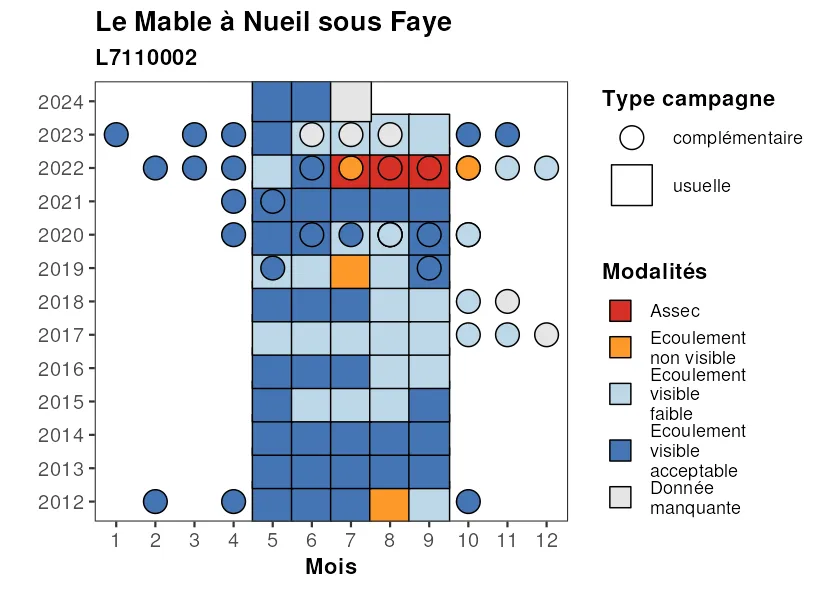 Le Mable à Nueil sous Faye
L7110002
2024
2023
2022
2021
2020
2019
2018
2017
2016
2015
2014
2013
2012
1 2 3 4 5 6 7 8 9 10 11 12
Mois
Type campagne
complémentaire
usuelle
Modalités
Assec
Ecoulement
non visible
Ecoulement
visible
faible
Ecoulement
visible
acceptable
Donnée
manquante